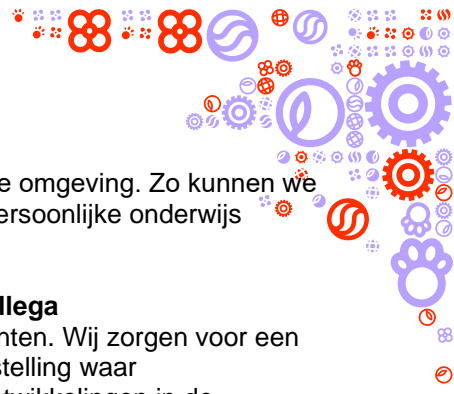 e omgeving. Zo kunnen we
ersoonlijke onderwijs
llega
nten. Wij zorgen voor een
stelling waar